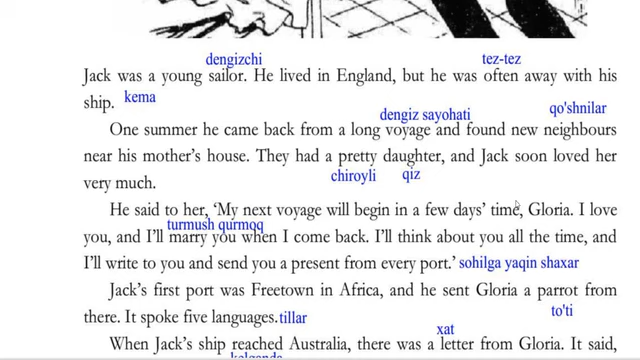 dengizchi tez-tez
Jack was a young sailor. He lived in England, but he was often away with his
ship. kema
dengiz sayohati qo'shnilar
One summer he came back from a long voyage and found new neighbours
near his mother's house. They had a pretty daughter, and Jack soon loved her
chiroyli qiz
very much.
He said to her, 'My next voyage will begin in a few days' time, Gloria. I love
turmush qurmoq
you, and I'll marry you when I come back. I'll think about you all the time, and
I'll write to you and send you a present from every port.' sohilga yaqin shaxar
Jack's first port was Freetown in Africa, and he sent Gloria a parrot from
to'ti
there. It spoke five languages. tillar
xat
When Jack's ship reached Australia, there was a letter from Gloria. It said,
kelganda